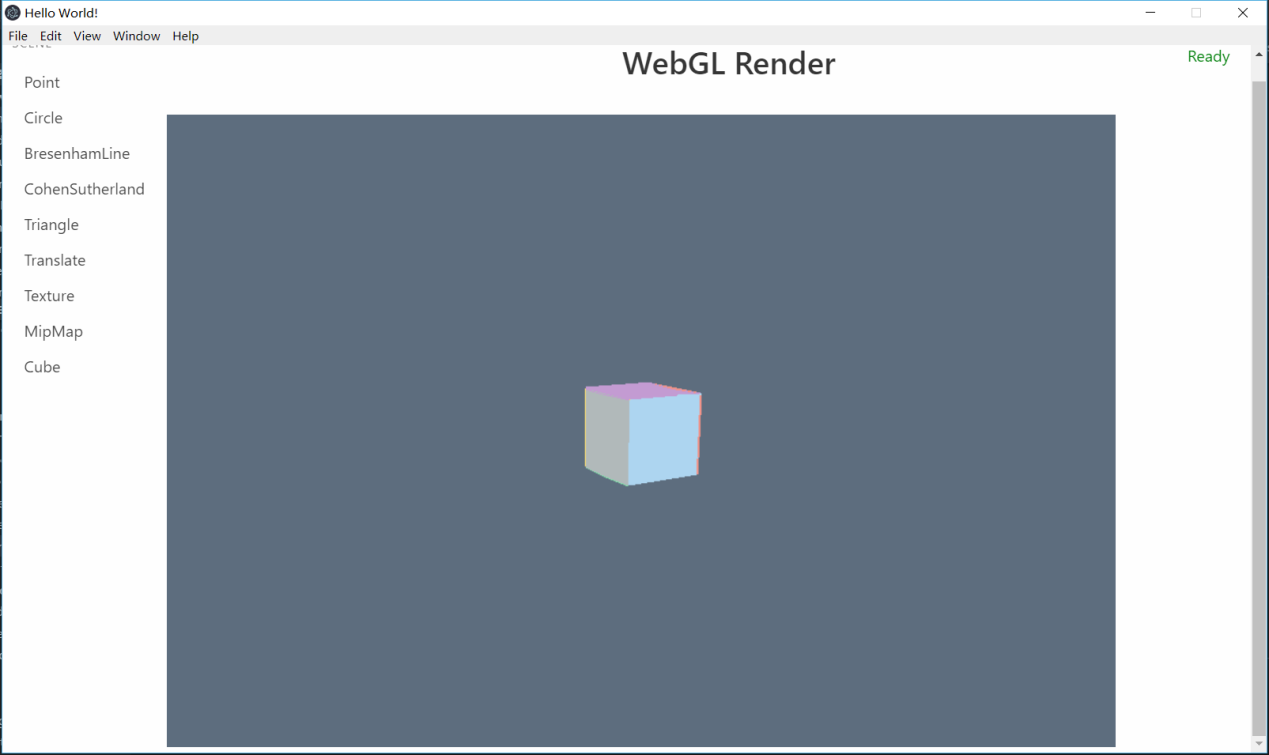 Hello World!
File Edit View Window Help
SCENE
WebGL Render
Ready
Point
Circle
BresenhamLine
CohenSutherland
Triangle
Translate
Texture
MipMap
Cube